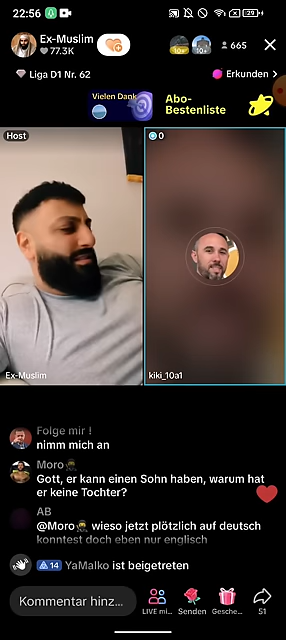 22:56
29
Ex-Muslim
77.3K
10
10
665
Liga D1 Nr. 62
Erkunden
Vielen Dank
Abo-
Bestenliste
Host
0
Ex-Muslim
kiki_10a1
Folge mir !
nimm mich an
Moro
Gott, er kann einen Sohn haben, warum hat
er keine Tochter?
AB
@Moro wieso jetzt plötzlich auf deutsch
konntest doch eben nur englisch
14 YaMalko ist beigetreten
Kommentar hinz...
LIVE mi...
Senden
Gesche...
51